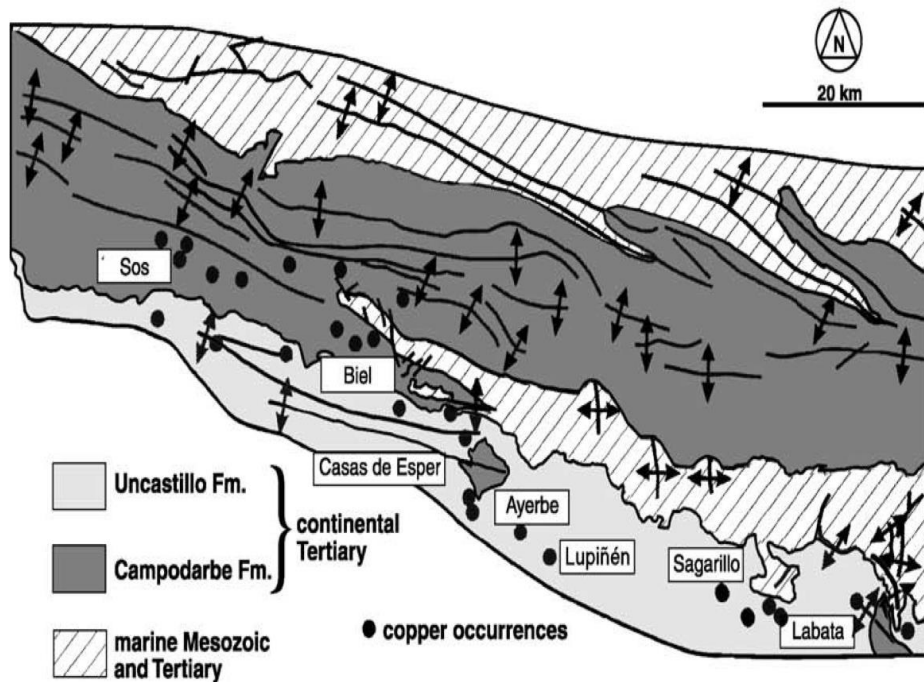 N
20 km
Sos
Biel
Casas de Esper
Ayerbe
Lupiñén
Sagarillo
Labata
Uncastillo Fm.
Campodarbe Fm.
continental
Tertiary
marine Mesozoic
and Tertiary
copper occurrences